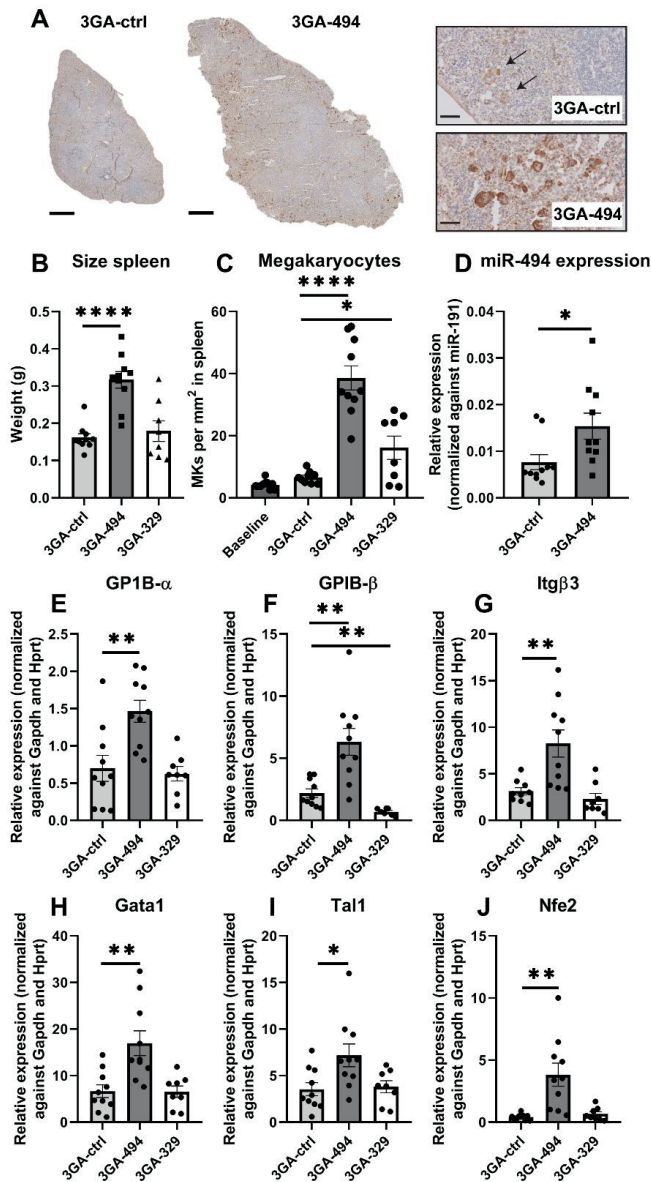 A 3GA-ctrl 3GA-494
3GA-ctrl
3GA-494
B Size spleen
****
Weight (g)
0.5
0.4
0.3
0.2
0.1
0.0
3GA-ctrl
3GA-494
3GA-329
C Megakaryocytes
****
*
MKs per mm2 in spleen
60
40
20
0
Baseline
3GA-ctrl
3GA-494
3GA-329
D miR-494 expression
*
Relative expression
(normalized against miR-191)
0.04
0.03
0.02
0.01
0.00
3GA-ctrl
3GA-494
E GP1B-α
**
Relative expression (normalized
against Gapdh and Hprt)
2.5
2.0
1.5
1.0
0.5
0.0
3GA-ctrl
3GA-494
3GA-329
F GPIB-β
**
**
Relative expression (normalized
against Gapdh and Hprt)
15
10
5
0
3GA-ctrl
3GA-494
3GA-329
G Itgβ3
**
Relative expression (normalized
against Gapdh and Hprt)
20
15
10
5
0
3GA-ctrl
3GA-494
3GA-329
H Gata1
**
Relative expression (normalized
against Gapdh and Hprt)
40
30
20
10
0
3GA-ctrl
3GA-494
3GA-329
I Tal1
*
Relative expression (normalized
against Gapdh and Hprt)
20
15
10
5
0
3GA-ctrl
3GA-494
3GA-329
J Nfe2
**
Relative expression (normalized
against Gapdh and Hprt)
15
10
5
0
3GA-ctrl
3GA-494
3GA-329